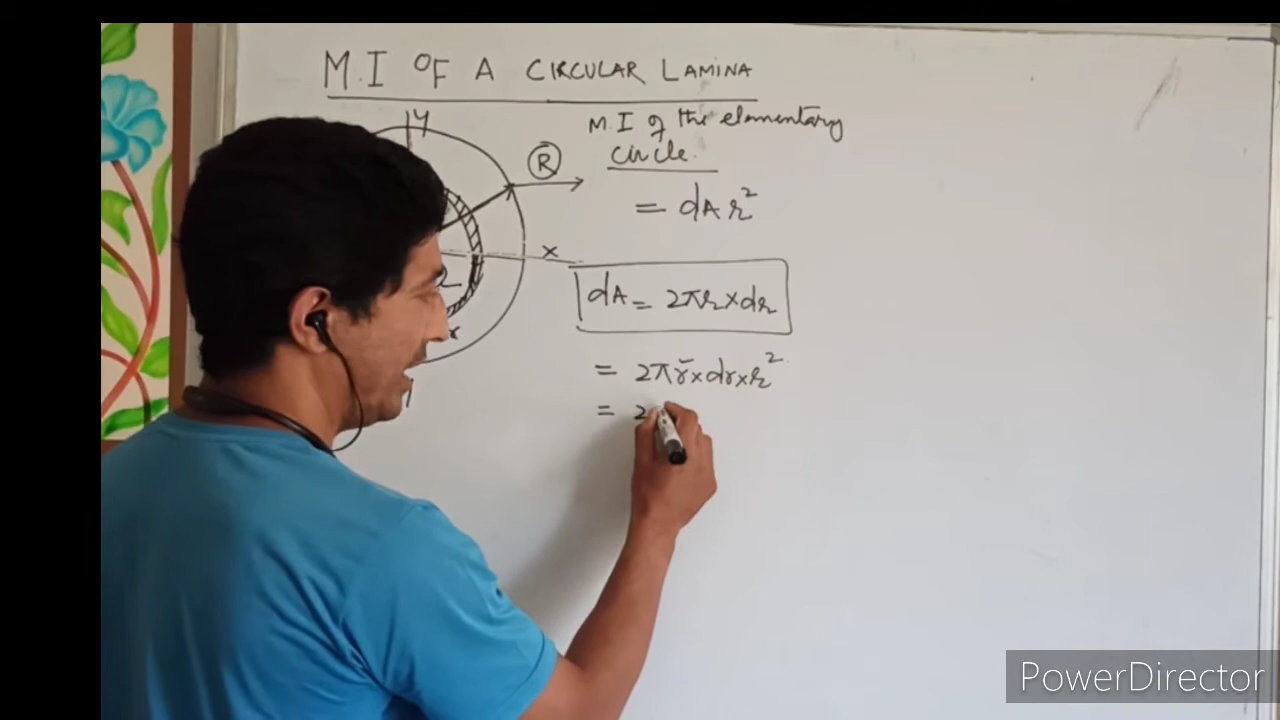 M.I OF A CIRCULAR LAMINA
y
M.I of the elementary
circle.
R
= dA r²
x
dA = 2πr×dr
r
= 2πr×dr×r²
x
= 2
PowerDirector